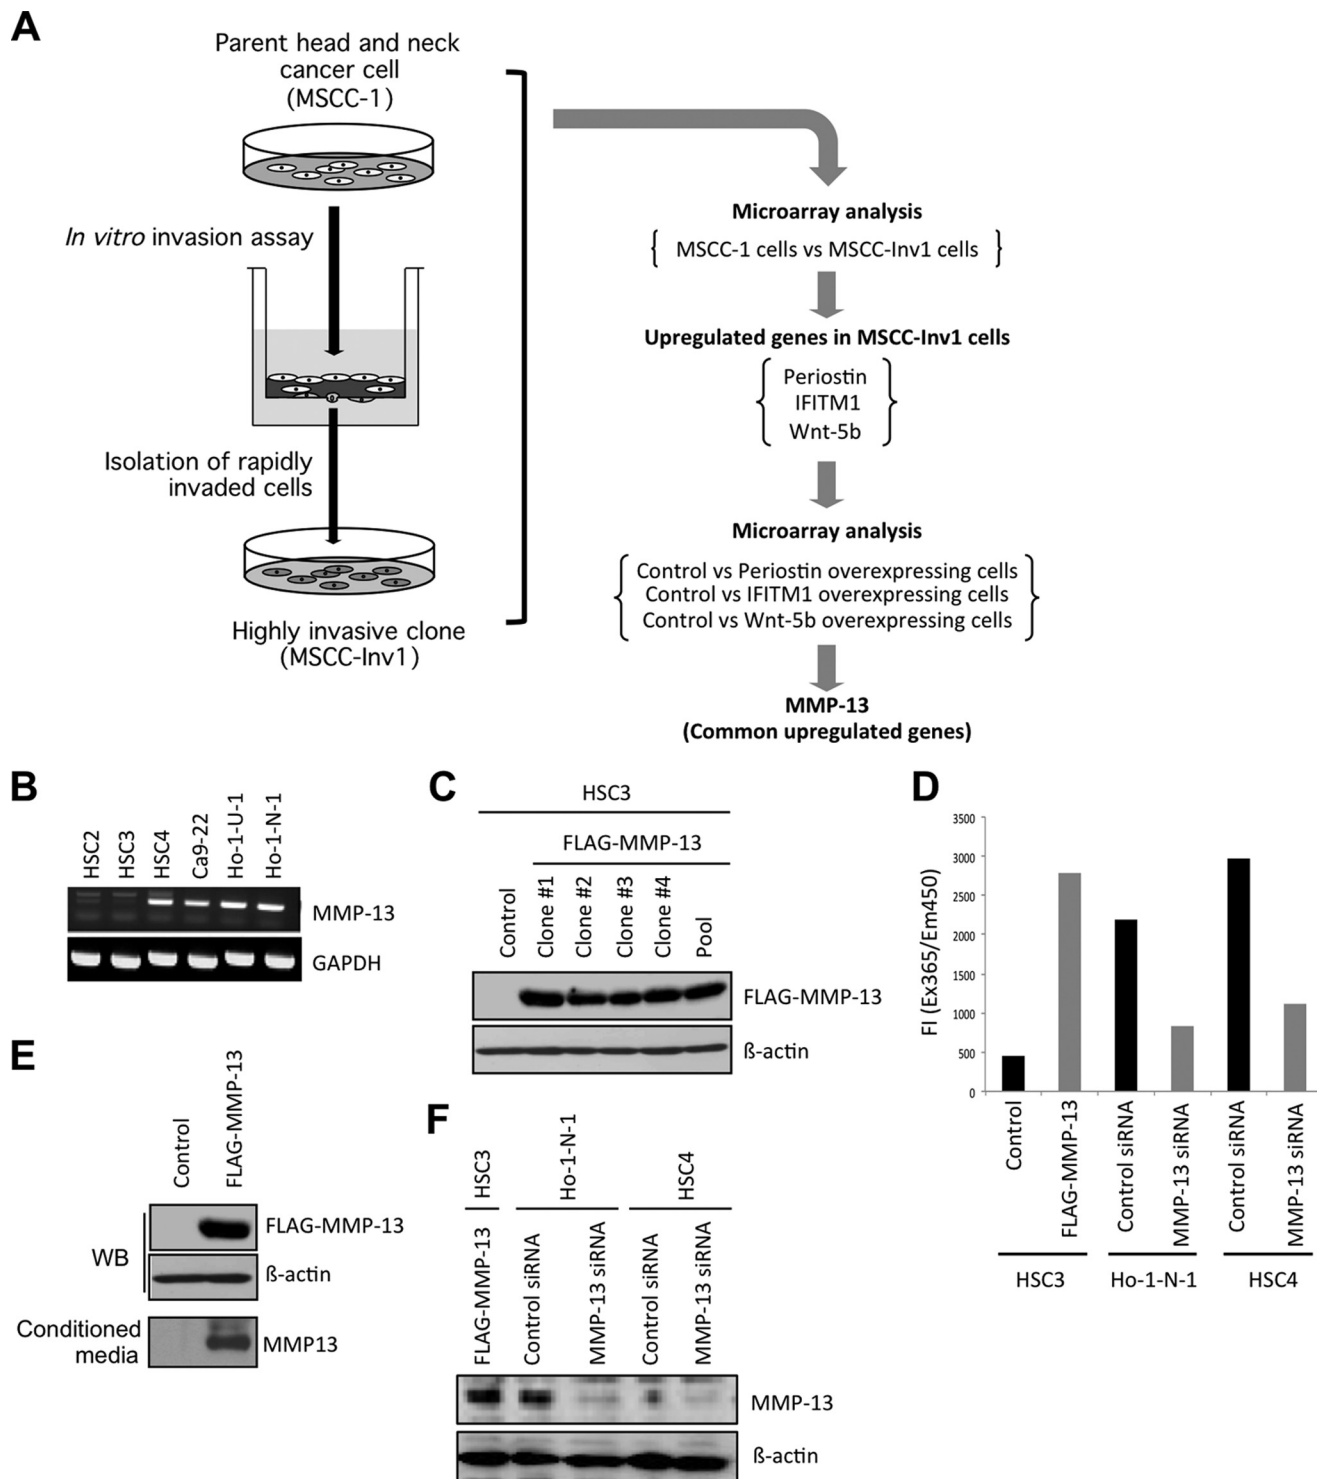 A
Parent head and neck
cancer cell
(MSCC-1)
In vitro invasion assay
Isolation of rapidly
invaded cells
Highly invasive clone
(MSCC-Inv1)
Microarray analysis
{ MSCC-1 cells vs MSCC-Inv1 cells }
Upregulated genes in MSCC-Inv1 cells
Periostin
IFITM1
Wnt-5b
Microarray analysis
Control vs Periostin overexpressing cells
Control vs IFITM1 overexpressing cells
Control vs Wnt-5b overexpressing cells
MMP-13
(Common upregulated genes)
B
HSC2
HSC3
HSC4
Ca9-22
Ho-1-U-1
Ho-1-N-1
MMP-13
GAPDH
C
HSC3
FLAG-MMP-13
Control
Clone #1
Clone #2
Clone #3
Clone #4
Pool
FLAG-MMP-13
ß-actin
D
FI (Ex365/Em450)
3500
3000
2500
2000
1500
1000
500
0
Control
FLAG-MMP-13
Control siRNA
MMP-13 siRNA
Control siRNA
MMP-13 siRNA
HSC3
Ho-1-N-1
HSC4
E
Control
FLAG-MMP-13
WB
FLAG-MMP-13
ß-actin
Conditioned
media
MMP13
F
HSC3
Ho-1-N-1
HSC4
FLAG-MMP-13
Control siRNA
MMP-13 siRNA
Control siRNA
MMP-13 siRNA
MMP-13
ß-actin